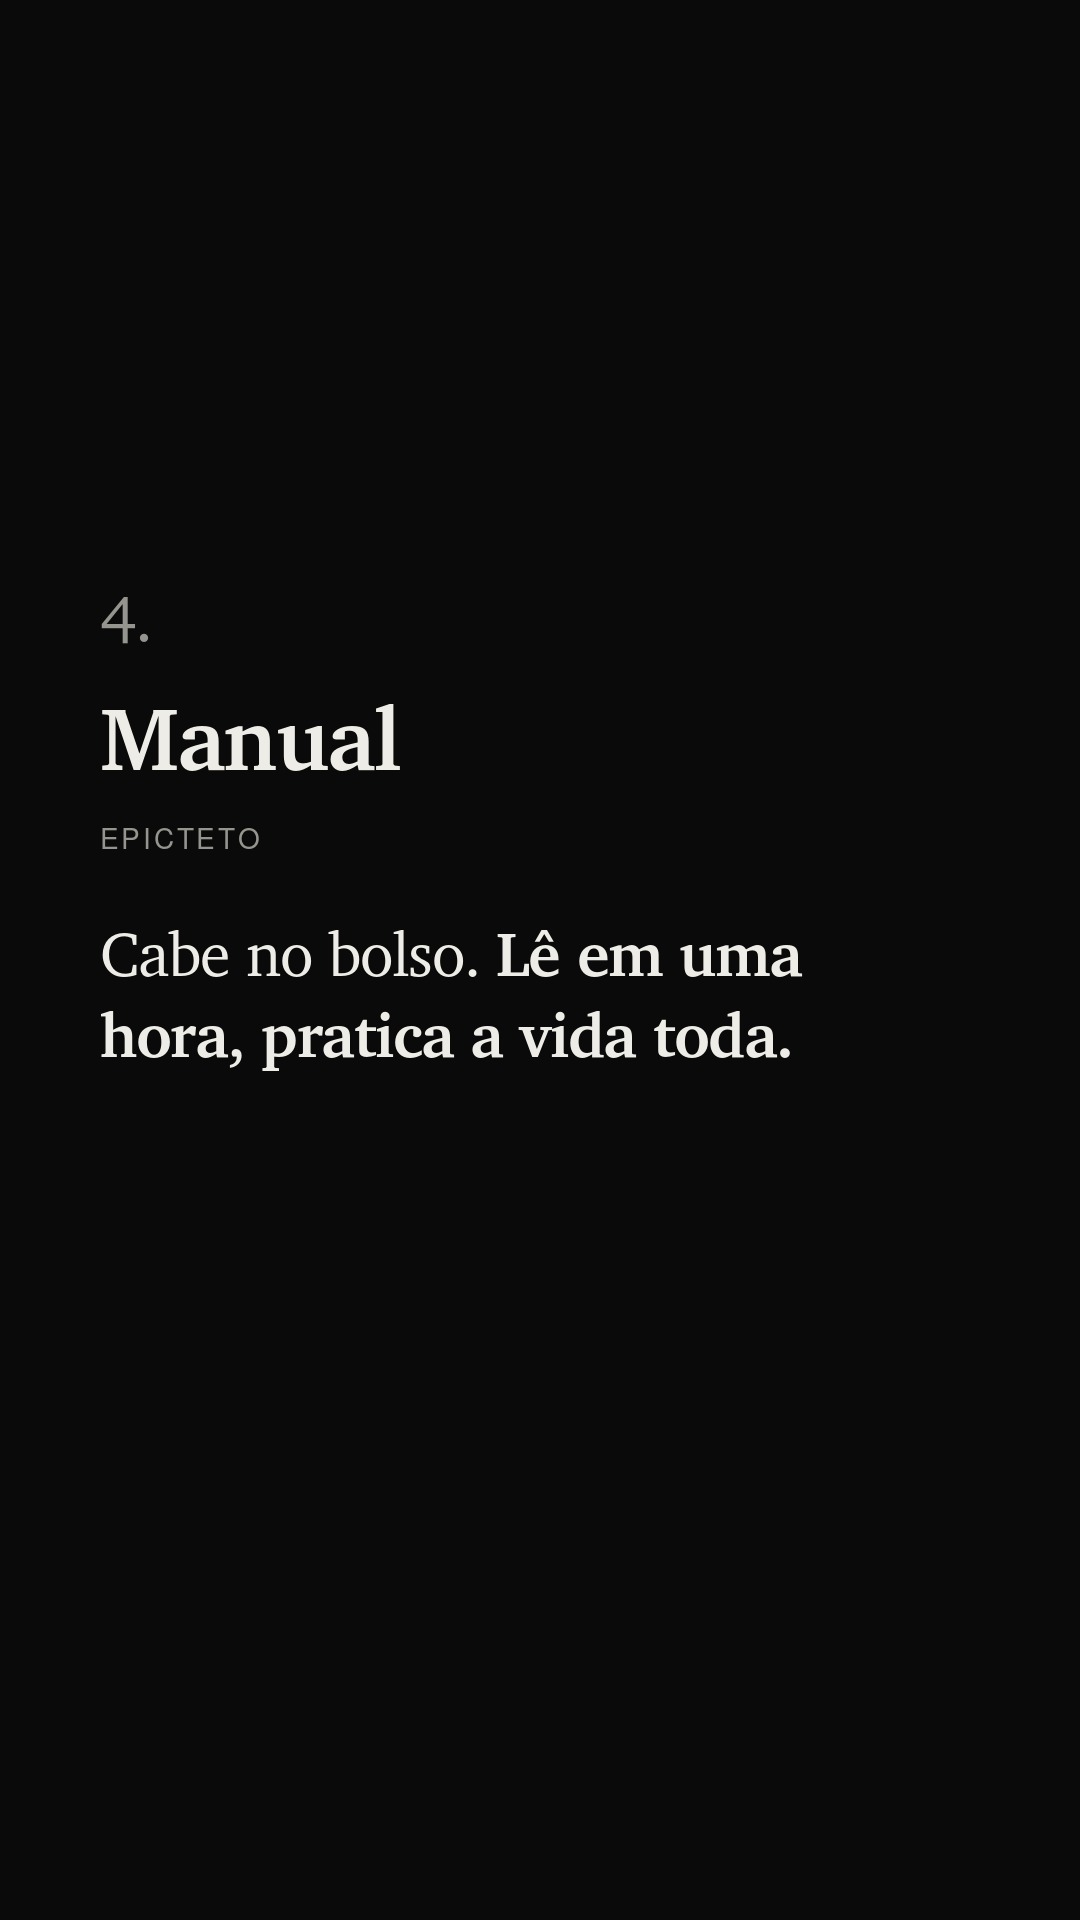 4.
Manual
EPICTETO
Cabe no bolso. Lê em uma
hora, pratica a vida toda.